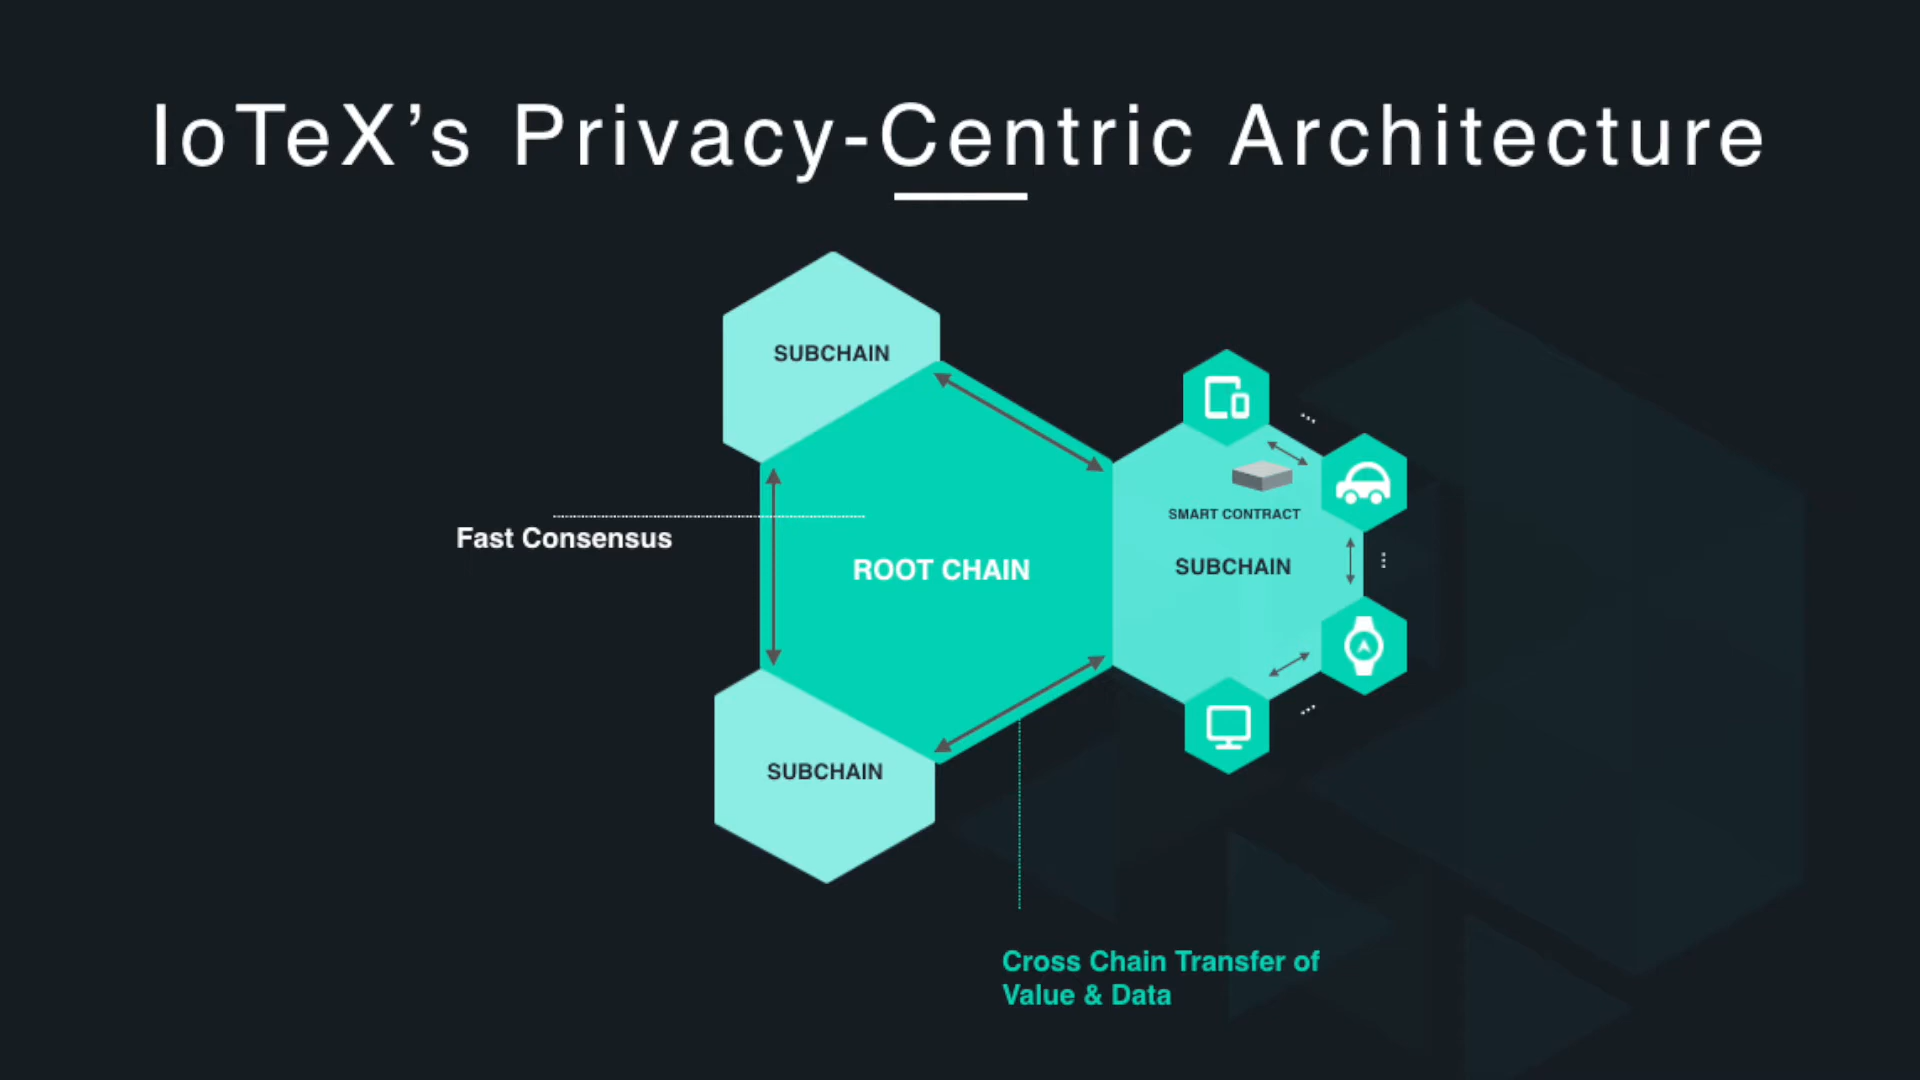 IoTeX’s Privacy-Centric Architecture
SUBCHAIN
SMART CONTRACT
Fast Consensus
ROOT CHAIN
SUBCHAIN
SUBCHAIN
Cross Chain Transfer of
Value & Data